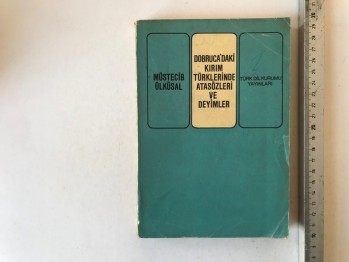 MÜSTECİB
ÜLKÜSAL
DOBRUCA'DAKİ
KIRIM
TÜRKLERİNDE
ATASÖZLERİ
VE
DEYİMLER
TÜRK DİL KURUMU
YAYINLARI